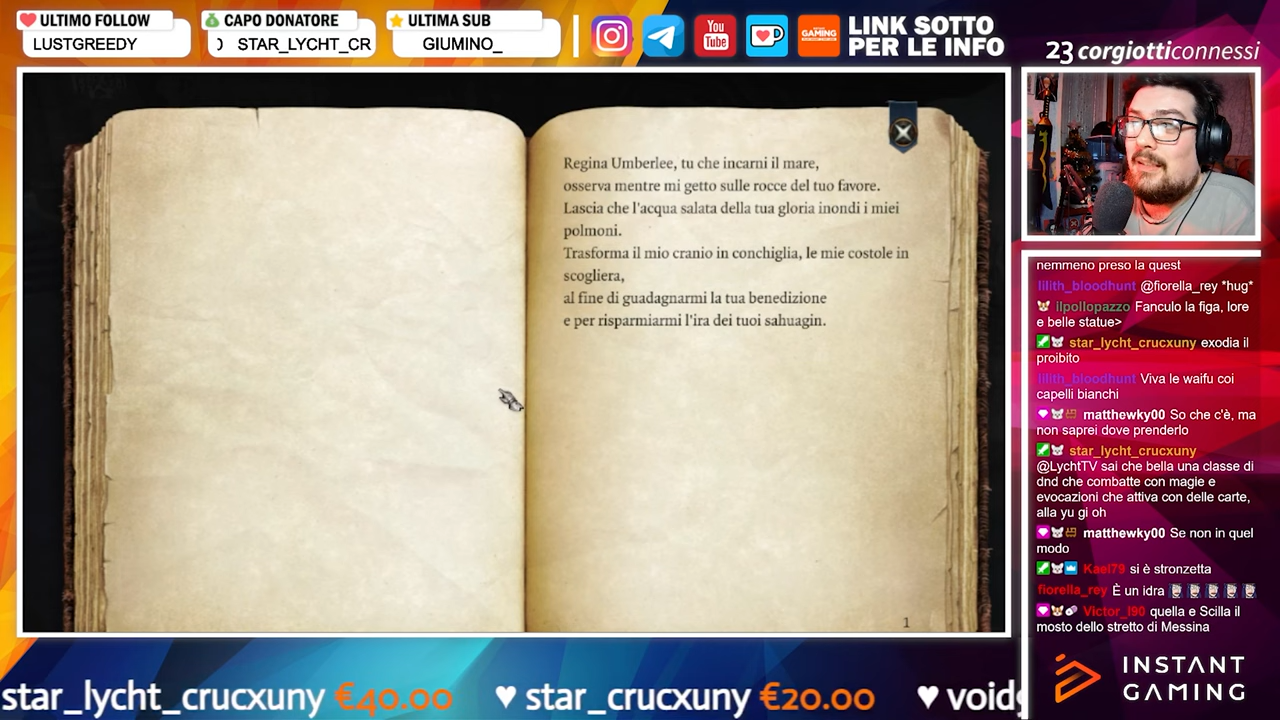 ULTIMO FOLLOW
LUSTGREEDY
CAPO DONATORE
STAR_LYCHT_CR
ULTIMA SUB
GIUMINO_
You
Tube
INSTANT
GAMING
LINK SOTTO
PER LE INFO
23 corgiotticonnessi
Regina Umberlee, tu che incarni il mare,
osserva mentre mi getto sulle rocce del tuo favore.
Lascia che l'acqua salata della tua gloria inondi i miei
polmoni.
Trasforma il mio cranio in conchiglia, le mie costole in
scogliera,
al fine di guadagnarmi la tua benedizione
e per risparmiarmi l'ira dei tuoi sahuagin.
1
nemmeno preso la quest
lilith_bloodhunt @fiorella_rey *hug*
ilpollopazzo Fanculo la figa, lore
e belle statue>
star_lycht_crucxuny exodia il
proibito
lilith_bloodhunt Viva le waifu coi
capelli bianchi
matthewky00 So che c'è, ma
non saprei dove prenderlo
star_lycht_crucxuny
@LychtTV sai che bella una classe di
dnd che combatte con magie e
evocazioni che attiva con delle carte,
alla yu gi oh
matthewky00 Se non in quel
modo
Kael79 si è stronzetta
fiorella_rey È un idra
Victor_I90 quella e Scilla il
mosto dello stretto di Messina
INSTANT
GAMING
star_lycht_crucxuny €40.00 ♥ star_crucxuny €20.00 ♥ voids